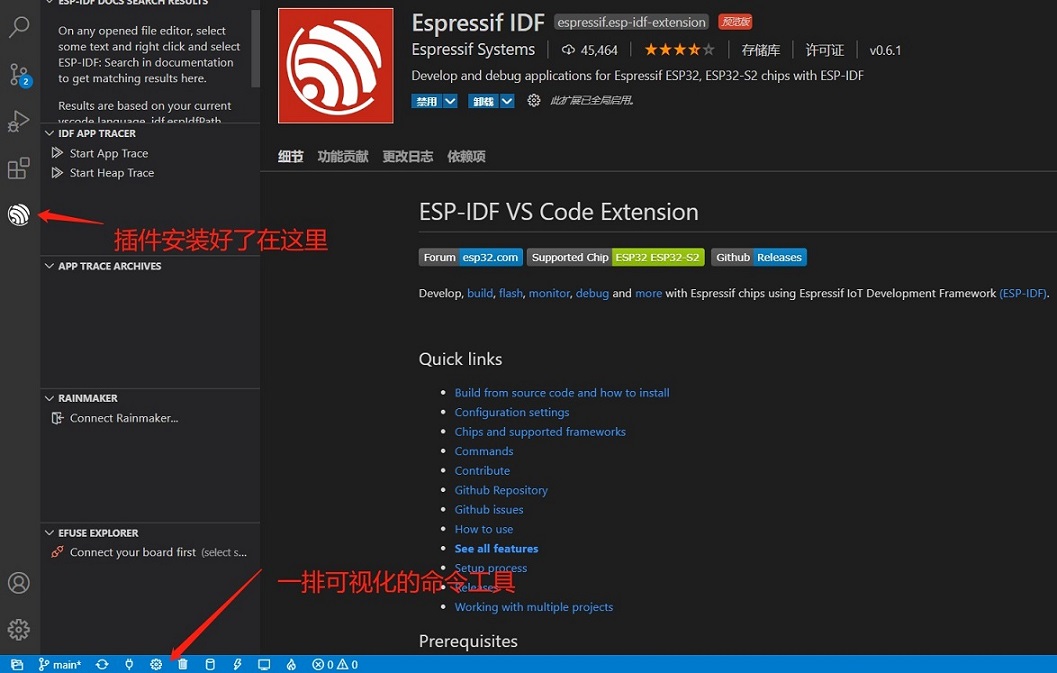 ESP-IDF DOCS SEARCH RESULTS
On any opened file editor, select
some text and right click and select
ESP-IDF: Search in documentation
to get matching results here.
Results are based on your current
vscode language, idf.espIdfPath
IDF APP TRACER
Start App Trace
Start Heap Trace
2
插件安装好了在这里
APP TRACE ARCHIVES
RAINMAKER
Connect Rainmaker...
EFUSE EXPLORER
Connect your board first (select s...
Espressif IDF espressif.esp-idf-extension 预览版
Espressif Systems 45,464 存储库 许可证 v0.6.1
Develop and debug applications for Espressif ESP32, ESP32-S2 chips with ESP-IDF
禁用 卸载 此扩展已全局启用。
细节 功能贡献 更改日志 依赖项
ESP-IDF VS Code Extension
Forum esp32.com Supported Chip ESP32 ESP32-S2 Github Releases
Develop, build, flash, monitor, debug and more with Espressif chips using Espressif IoT Development Framework (ESP-IDF).
Quick links
Build from source code and how to install
Configuration settings
Chips and supported frameworks
Commands
Contribute
Github Repository
Github issues
How to use
See all features
Setup process
Releases
一排可视化的命令工具
Working with multiple projects
Prerequisites
main* 0 0